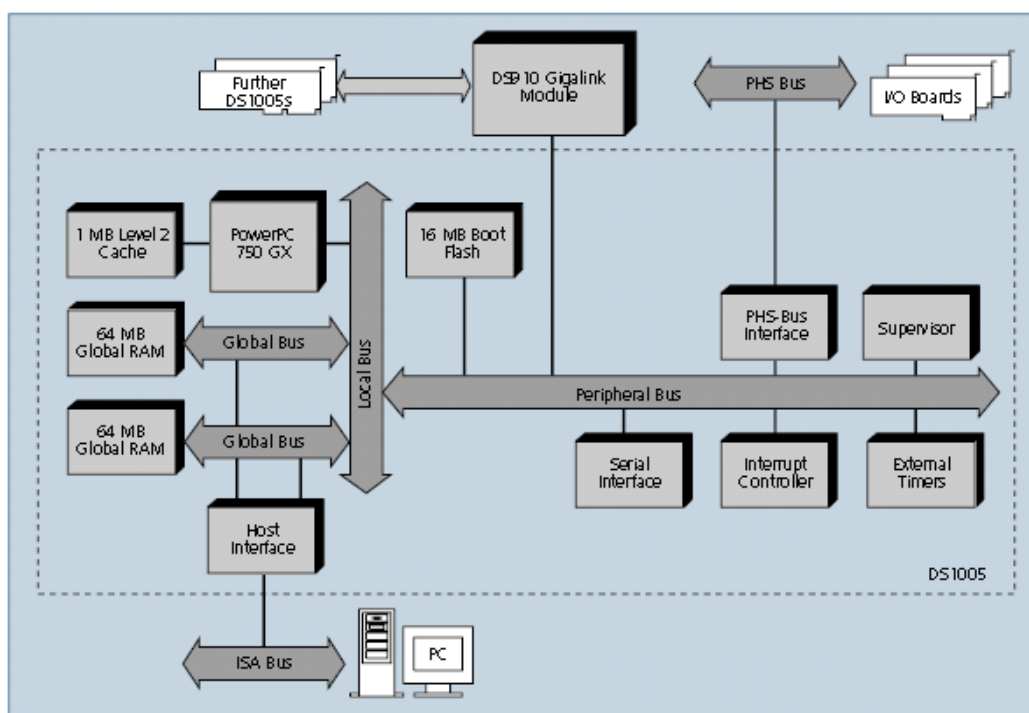 Further
DS1005s
DS910 Gigalink
Module
PHS Bus
I/O Boards
1 MB Level 2
Cache
PowerPC
750 GX
16 MB Boot
Flash
64 MB
Global RAM
Global Bus
Local Bus
PHS-Bus
Interface
Supervisor
Peripheral Bus
64 MB
Global RAM
Global Bus
Serial
Interface
Interrupt
Controller
External
Timers
Host
Interface
DS1005
ISA Bus
PC